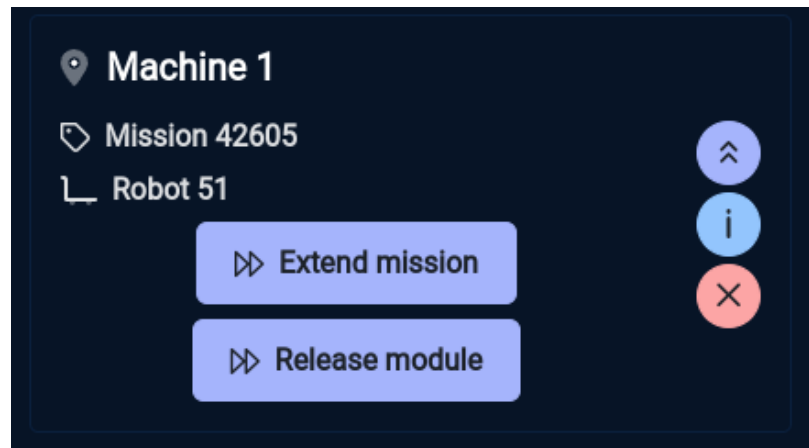 Machine 1
Mission 42605
Robot 51
Extend mission
Release module
i